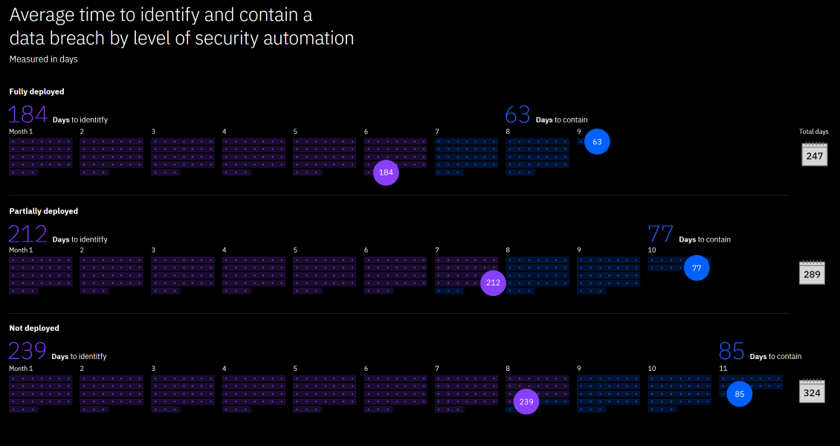 Average time to identify and contain a
data breach by level of security automation
Measured in days
Fully deployed
184 Days to identitfy
63 Days to contain
Month 1 2 3 4 5 6 7 8 9
Total days
184
63
247
Partially deployed
212 Days to identitfy
77 Days to contain
Month 1 2 3 4 5 6 7 8 9 10
212
77
289
Not deployed
239 Days to identitfy
85 Days to contain
Month 1 2 3 4 5 6 7 8 9 10 11
239
85
324